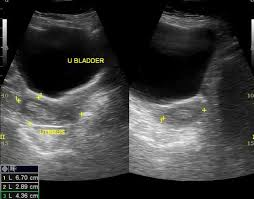 U BLADDER
UTERUS
1 L 6.70 cm
2 L 2.89 cm
3 L 4.36 cm